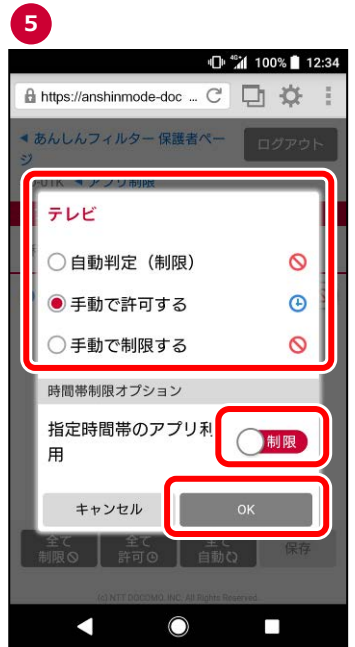 5
4G 100% 12:34
https://anshinmode-doc ...
あんしんフィルター 保護者ページ
ログアウト
01K アプリ制限
テレビ
自動判定（制限）
手動で許可する
手動で制限する
時間帯制限オプション
指定時間帯のアプリ利
用
制限
キャンセル
OK
全て
制限
全て
許可
全て
自動
保存
(c) NTT DOCOMO, INC. All Rights Reserved.